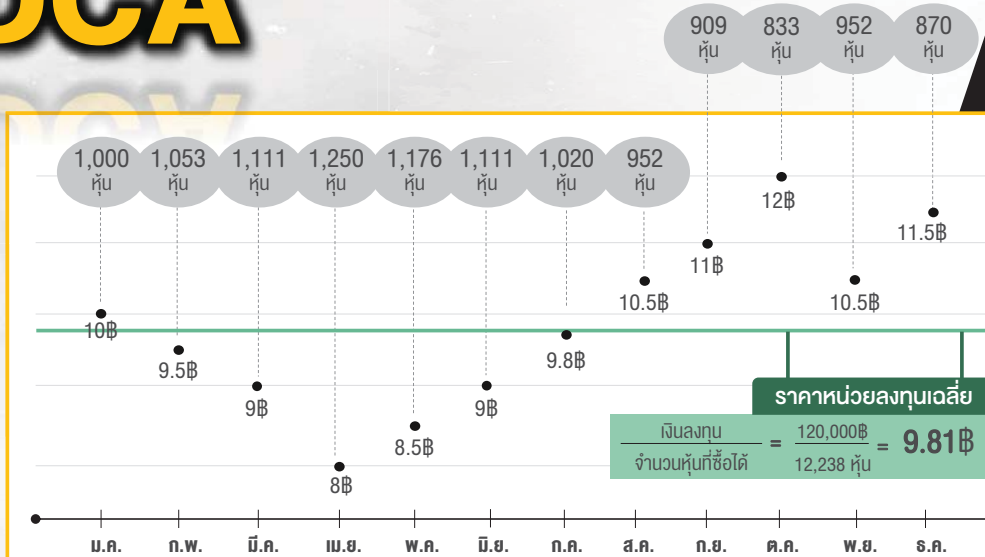 DCA
909
หุ้น
833
หุ้น
952
หุ้น
870
หุ้น
1,000
หุ้น
1,053
หุ้น
1,111
หุ้น
1,250
หุ้น
1,176
หุ้น
1,111
หุ้น
1,020
หุ้น
952
หุ้น
12฿
11.5฿
11฿
10.5฿
10.5฿
10฿
9.5฿
9.8฿
9฿
9฿
8.5฿
8฿
ราคาหน่วยลงทุนเฉลี่ย
เงินลงทุน
จำนวนหุ้นที่ซื้อได้
=
120,000฿
12,238 หุ้น
= 9.81฿
ม.ค. ก.พ. มี.ค. เม.ย. พ.ค. มิ.ย. ก.ค. ส.ค. ก.ย. ต.ค. พ.ย. ธ.ค.